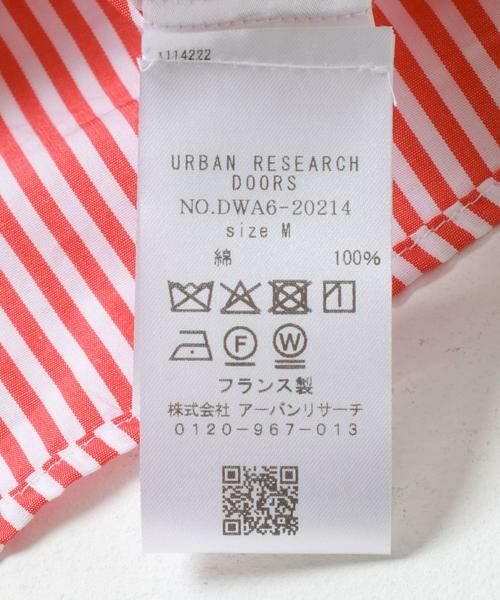 1114222
URBAN RESEARCH
DOORS
NO.DWA6-20214
size M
綿 100%
F W
フランス製
株式会社 アーバンリサーチ
0120-967-013